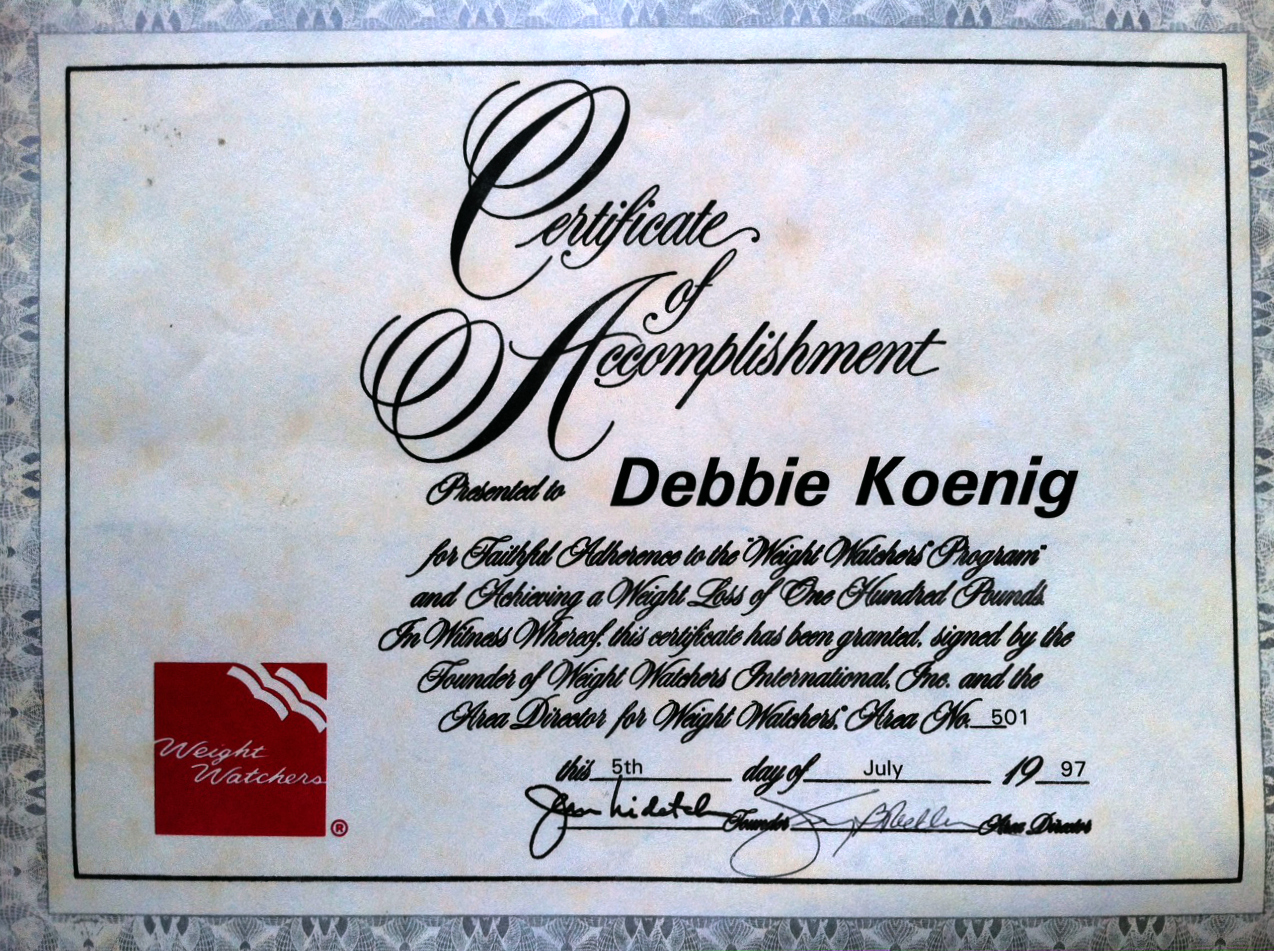 Certificate
of
Accomplishment
Presented to Debbie Koenig
for Faithful Adherence to the "Weight Watchers Program"
and Achieving a Weight Loss of One Hundred Pounds.
In Witness Whereof, this certificate has been granted, signed by the
Founder of Weight Watchers International, Inc. and the
Area Director for Weight Watchers, Area No. 501
this 5th day of July 19 97
Jean Nidetch Founder Area Director
Weight
Watchers
®